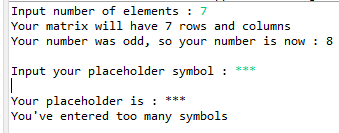 Input number of elements : 7
Your matrix will have 7 rows and columns
Your number was odd, so your number is now : 8
Input your placeholder symbol : ***
Your placeholder is : ***
You've entered too many symbols